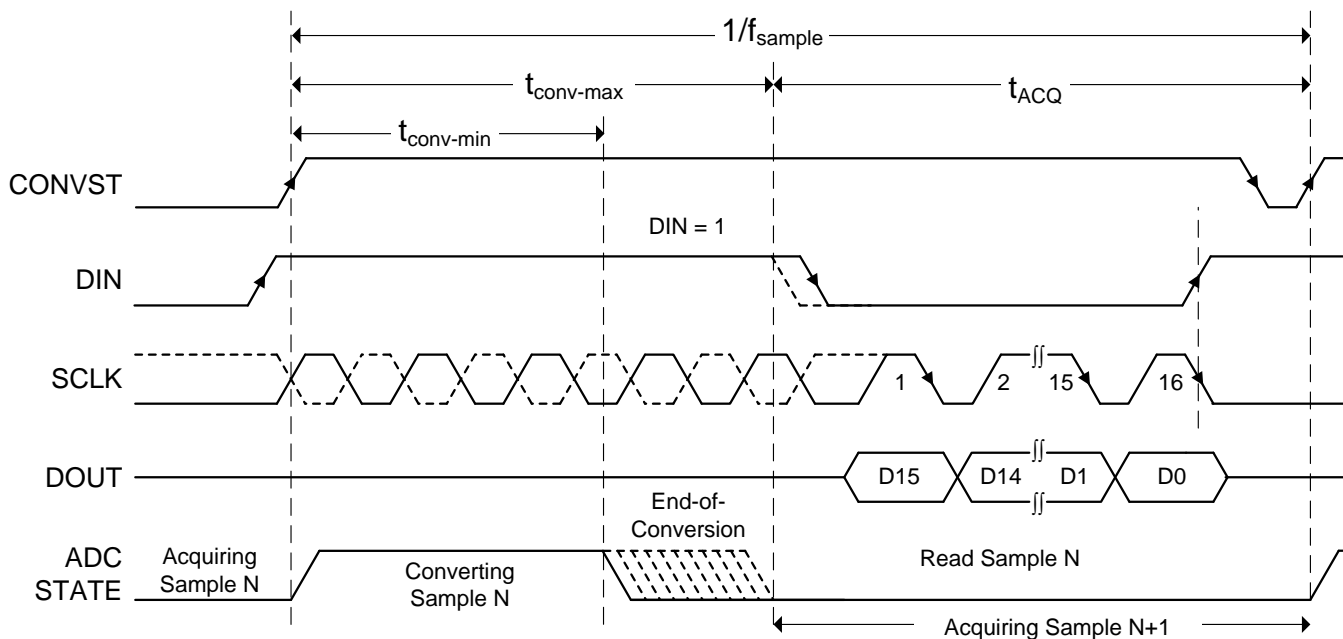 1/fsample
tconv-max
tACQ
tconv-min
CONVST
DIN = 1
DIN
SCLK
1
2
15
16
DOUT
D15
D14
D1
D0
End-of-
Conversion
ADC
STATE
Acquiring
Sample N
Converting
Sample N
Read Sample N
Acquiring Sample N+1